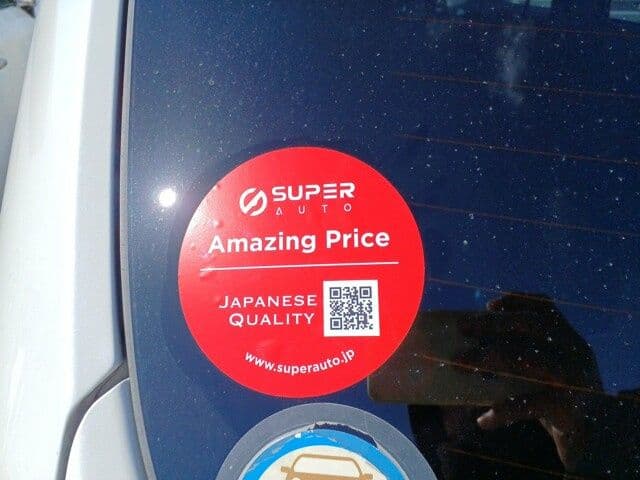 SUPER
AUTO
Amazing Price
JAPANESE
QUALITY
www.superauto.jp